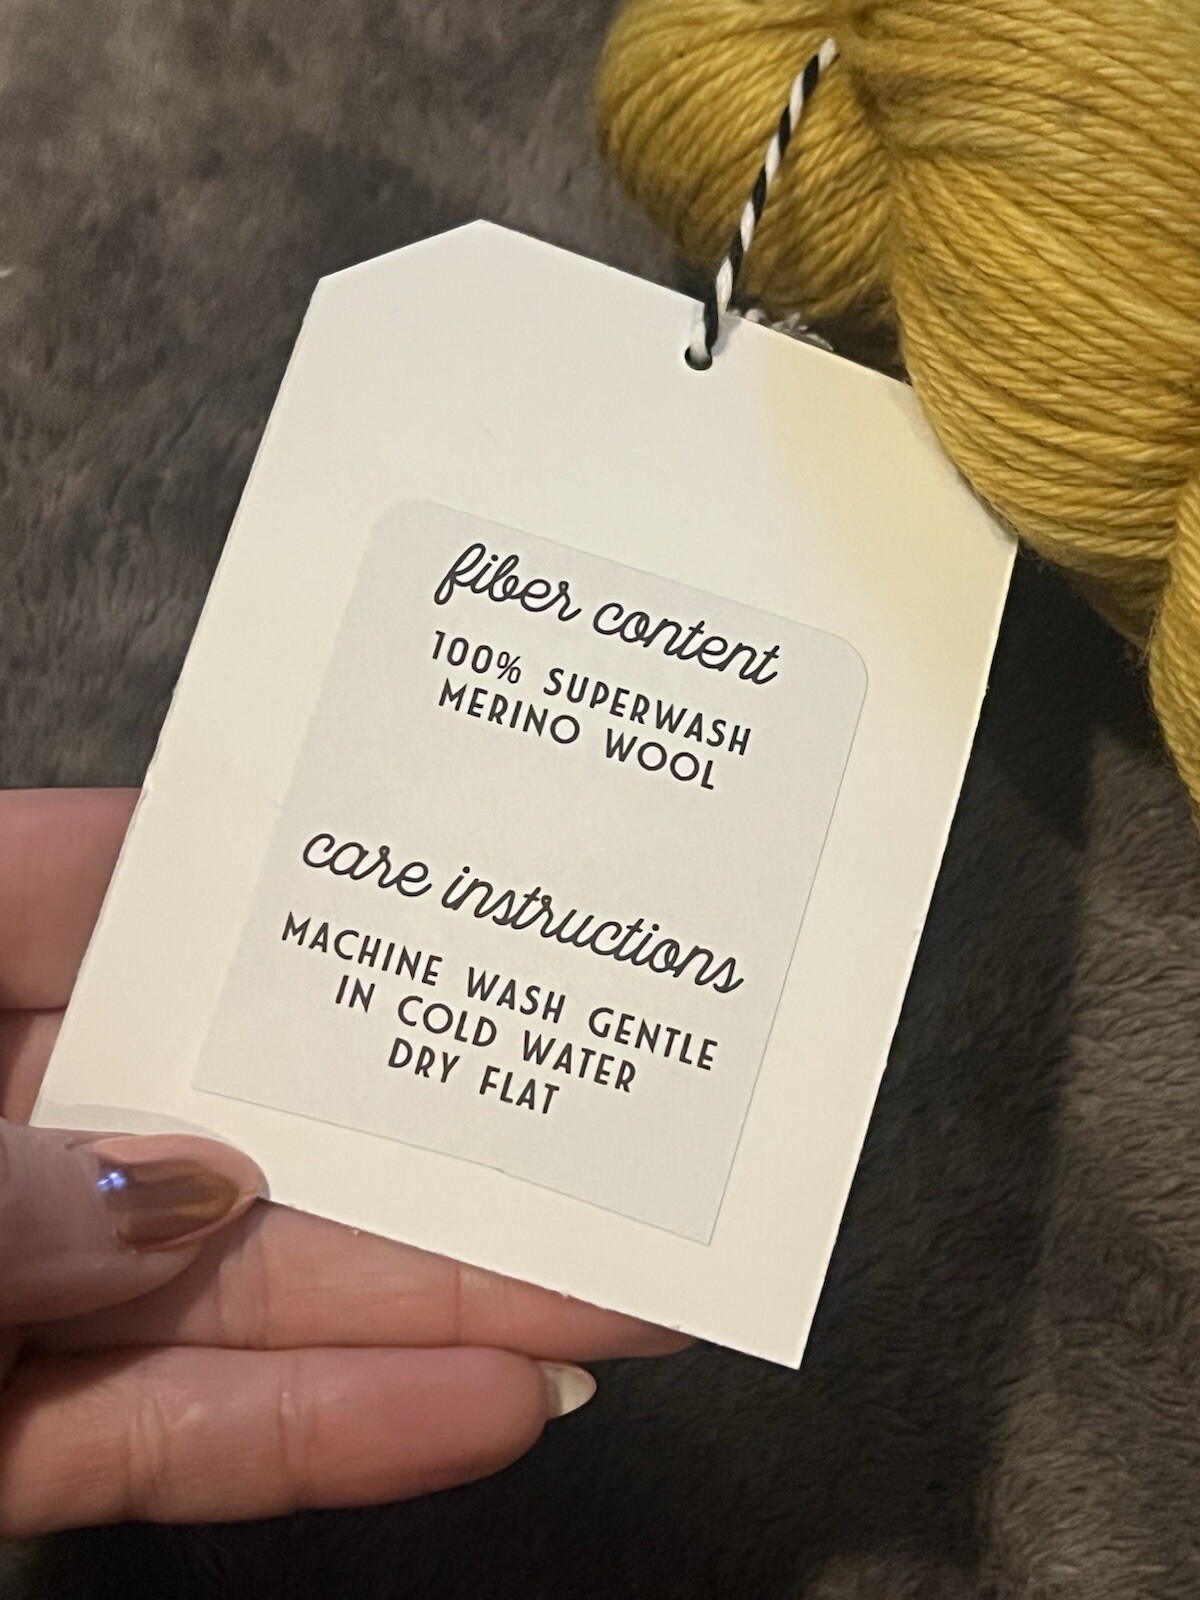 fiber content
100% SUPERWASH
MERINO WOOL
care instructions
MACHINE WASH GENTLE
IN COLD WATER
DRY FLAT